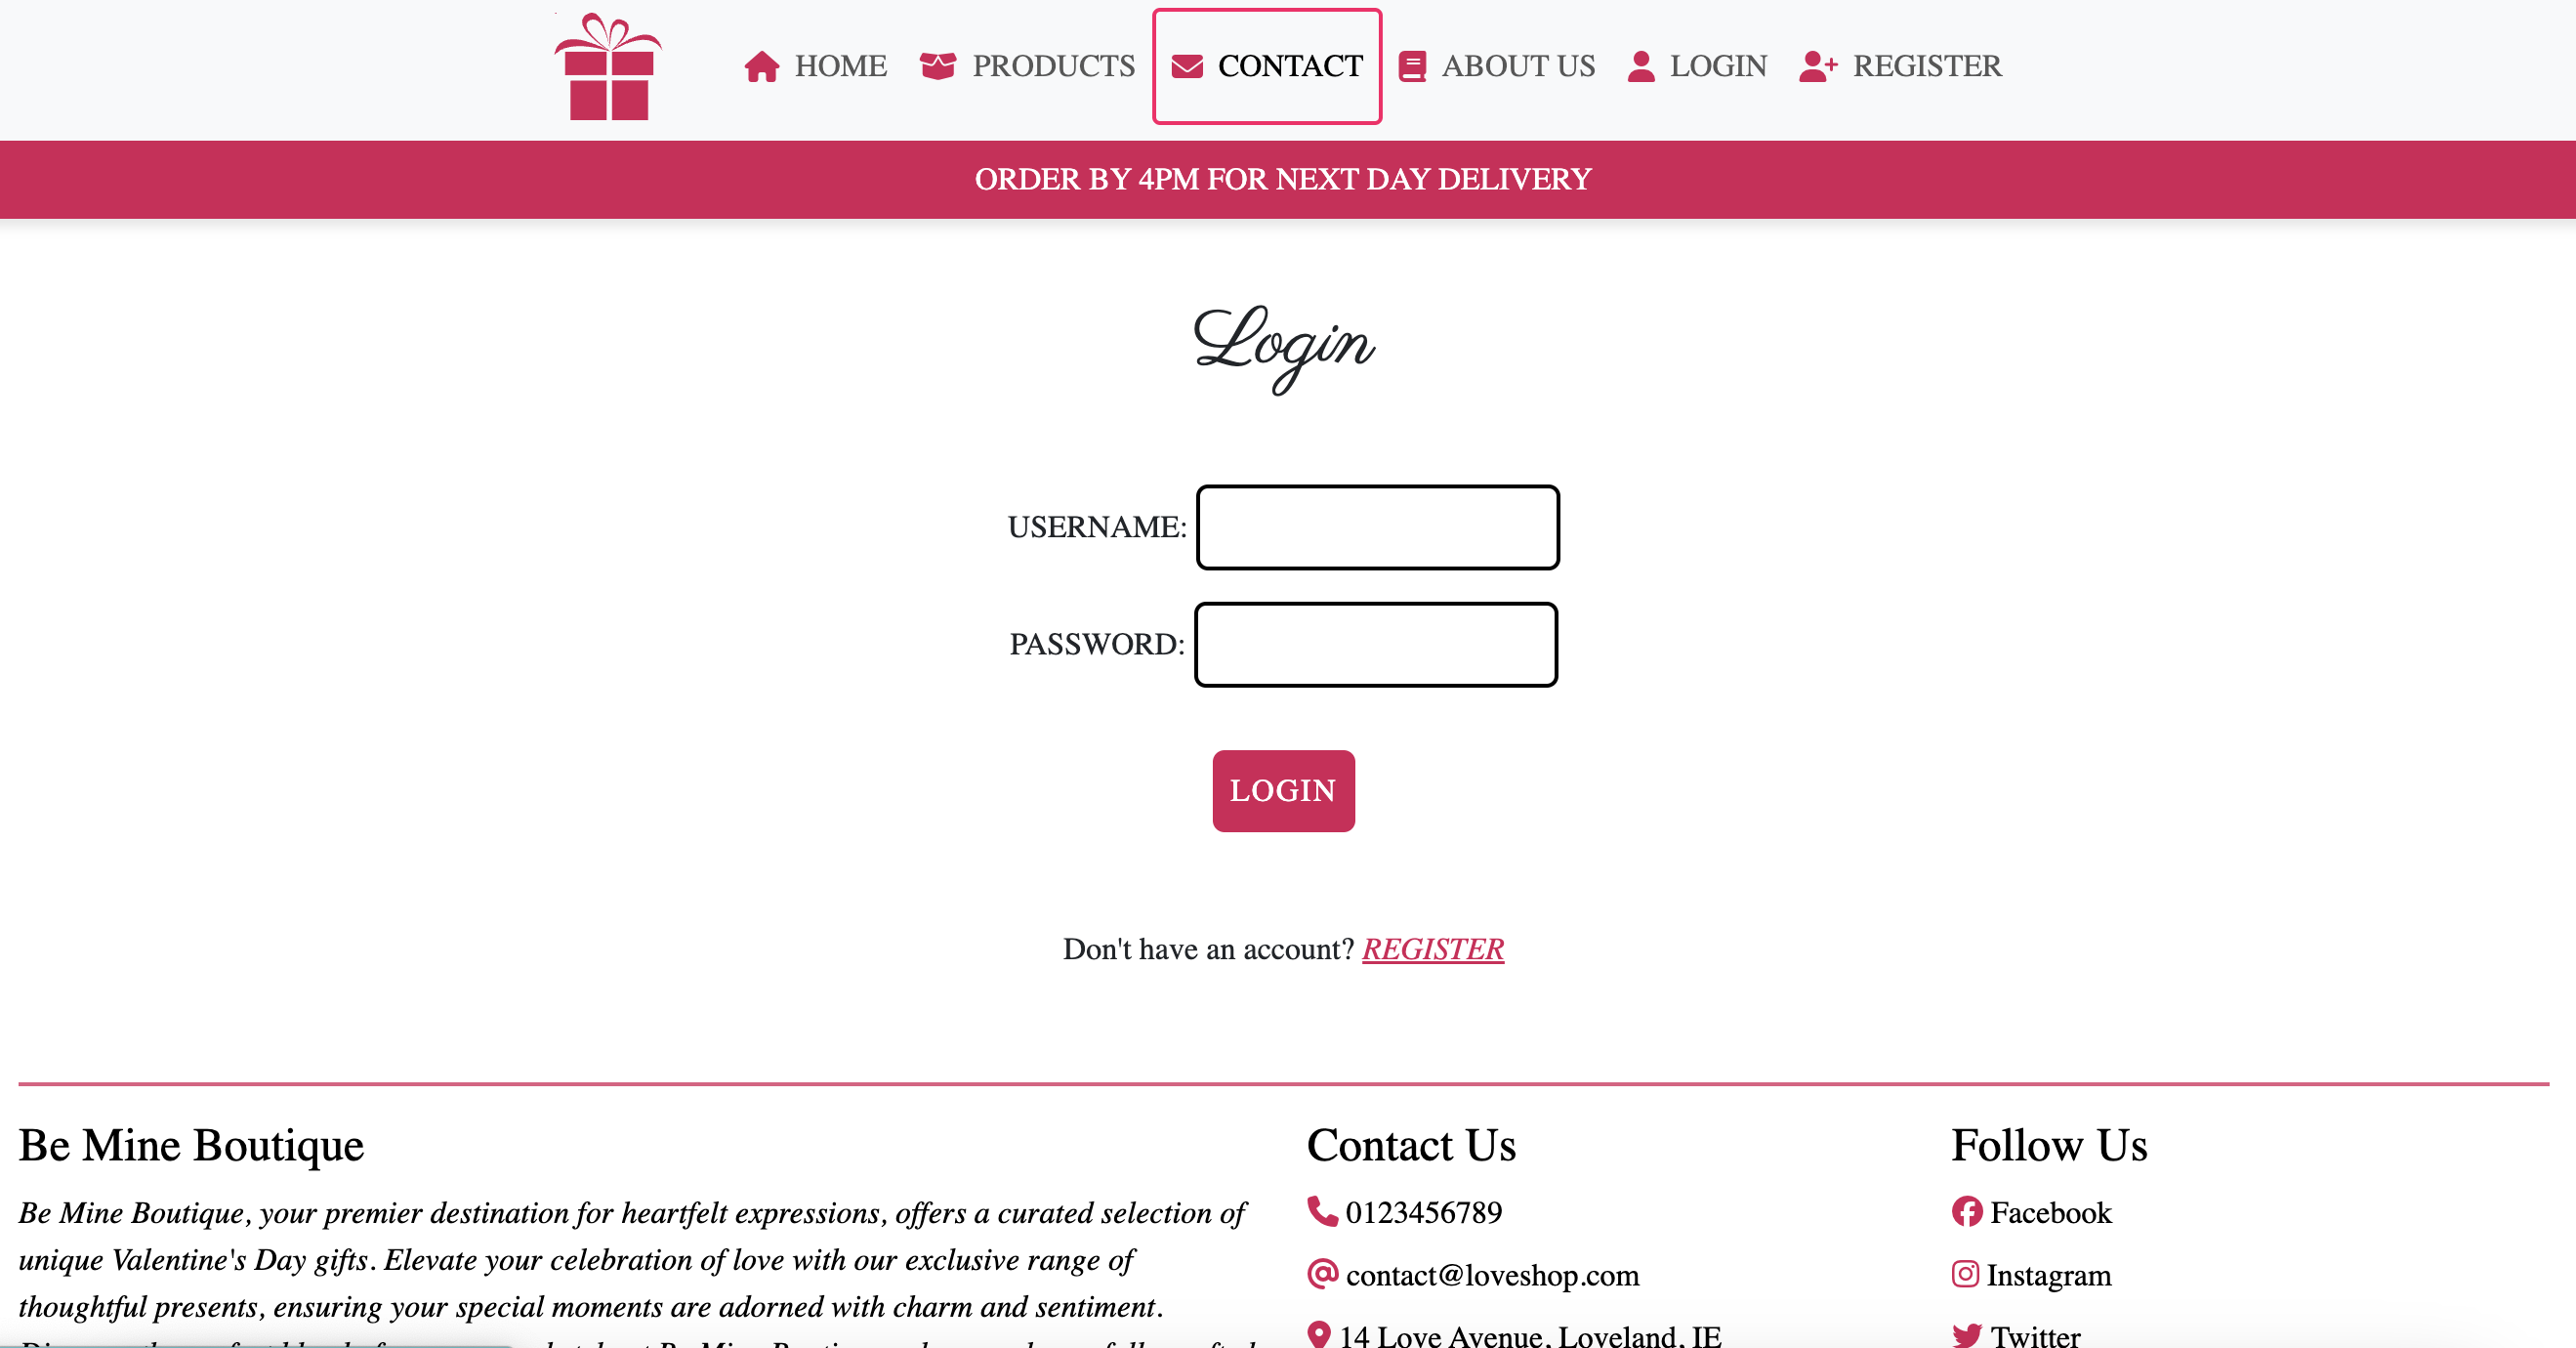 HOME PRODUCTS CONTACT ABOUT US LOGIN REGISTER
ORDER BY 4PM FOR NEXT DAY DELIVERY
Login
USERNAME:
PASSWORD:
LOGIN
Don't have an account? REGISTER
Be Mine Boutique
Be Mine Boutique, your premier destination for heartfelt expressions, offers a curated selection of
unique Valentine's Day gifts. Elevate your celebration of love with our exclusive range of
thoughtful presents, ensuring your special moments are adorned with charm and sentiment.
Contact Us
0123456789
contact@loveshop.com
14 Love Avenue, Loveland, IE
Follow Us
Facebook
Instagram
Twitter